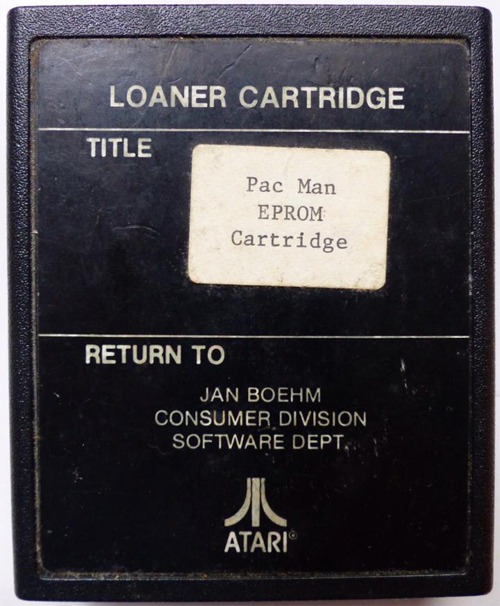 LOANER CARTRIDGE
TITLE
Pac Man
EPROM
Cartridge
RETURN TO
JAN BOEHM
CONSUMER DIVISION
SOFTWARE DEPT.
ATARI®